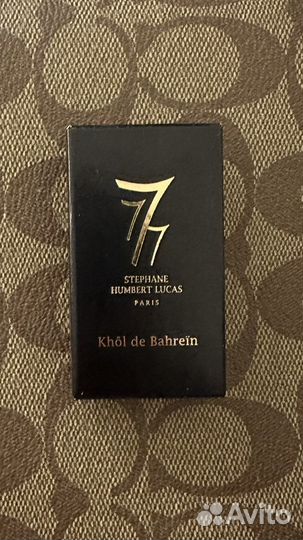 777
STEPHANE
HUMBERT LUCAS
PARIS
Khôl de Bahreïn
Avito